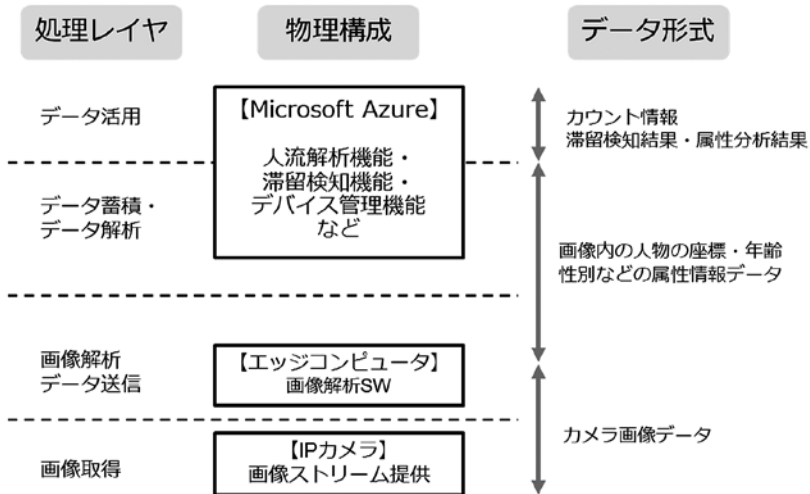 処理レイヤ
物理構成
データ形式
データ活用
【Microsoft Azure】
人流解析機能・
滞留検知機能・
デバイス管理機能
など
カウント情報
滞留検知結果・属性分析結果
データ蓄積・
データ解析
画像内の人物の座標・年齢
性別などの属性情報データ
画像解析
データ送信
【エッジコンピュータ】
画像解析SW
カメラ画像データ
画像取得
【IPカメラ】
画像ストリーム提供